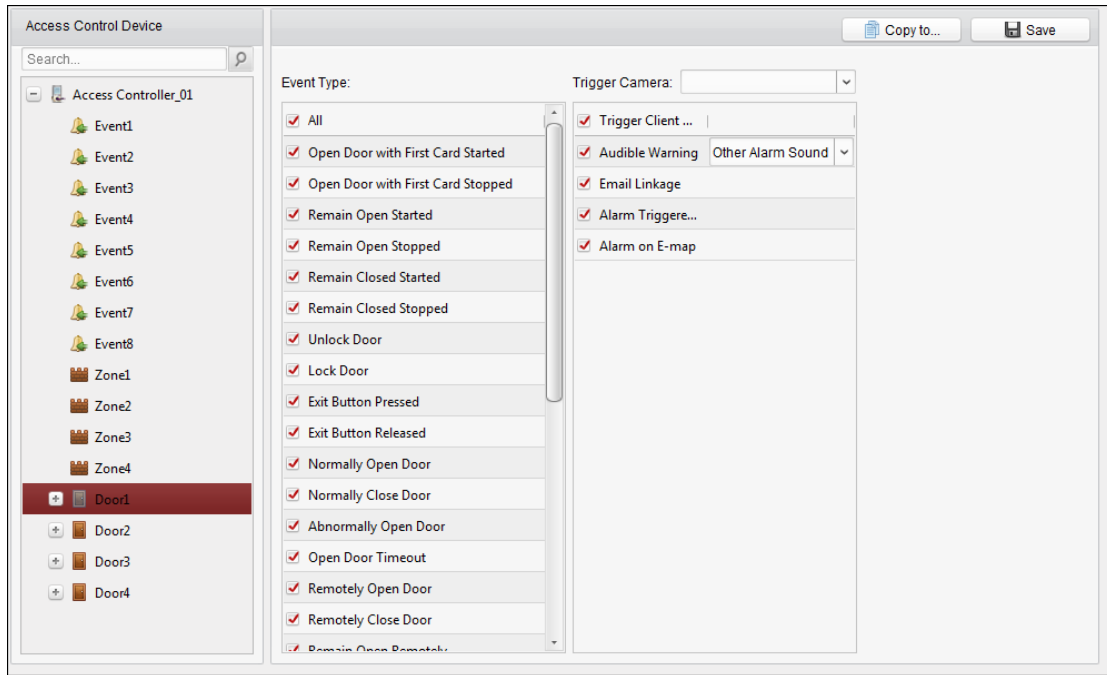 Access Control Device
Copy to...
Save
Search...
Access Controller_01
Event1
Event2
Event3
Event4
Event5
Event6
Event7
Event8
Zone1
Zone2
Zone3
Zone4
Door1
Door2
Door3
Door4
Event Type:
All
Open Door with First Card Started
Open Door with First Card Stopped
Remain Open Started
Remain Open Stopped
Remain Closed Started
Remain Closed Stopped
Unlock Door
Lock Door
Exit Button Pressed
Exit Button Released
Normally Open Door
Normally Close Door
Abnormally Open Door
Open Door Timeout
Remotely Open Door
Remotely Close Door
Remain Open Remotely
Trigger Camera:
Trigger Client ...
Audible Warning Other Alarm Sound
Email Linkage
Alarm Triggere...
Alarm on E-map